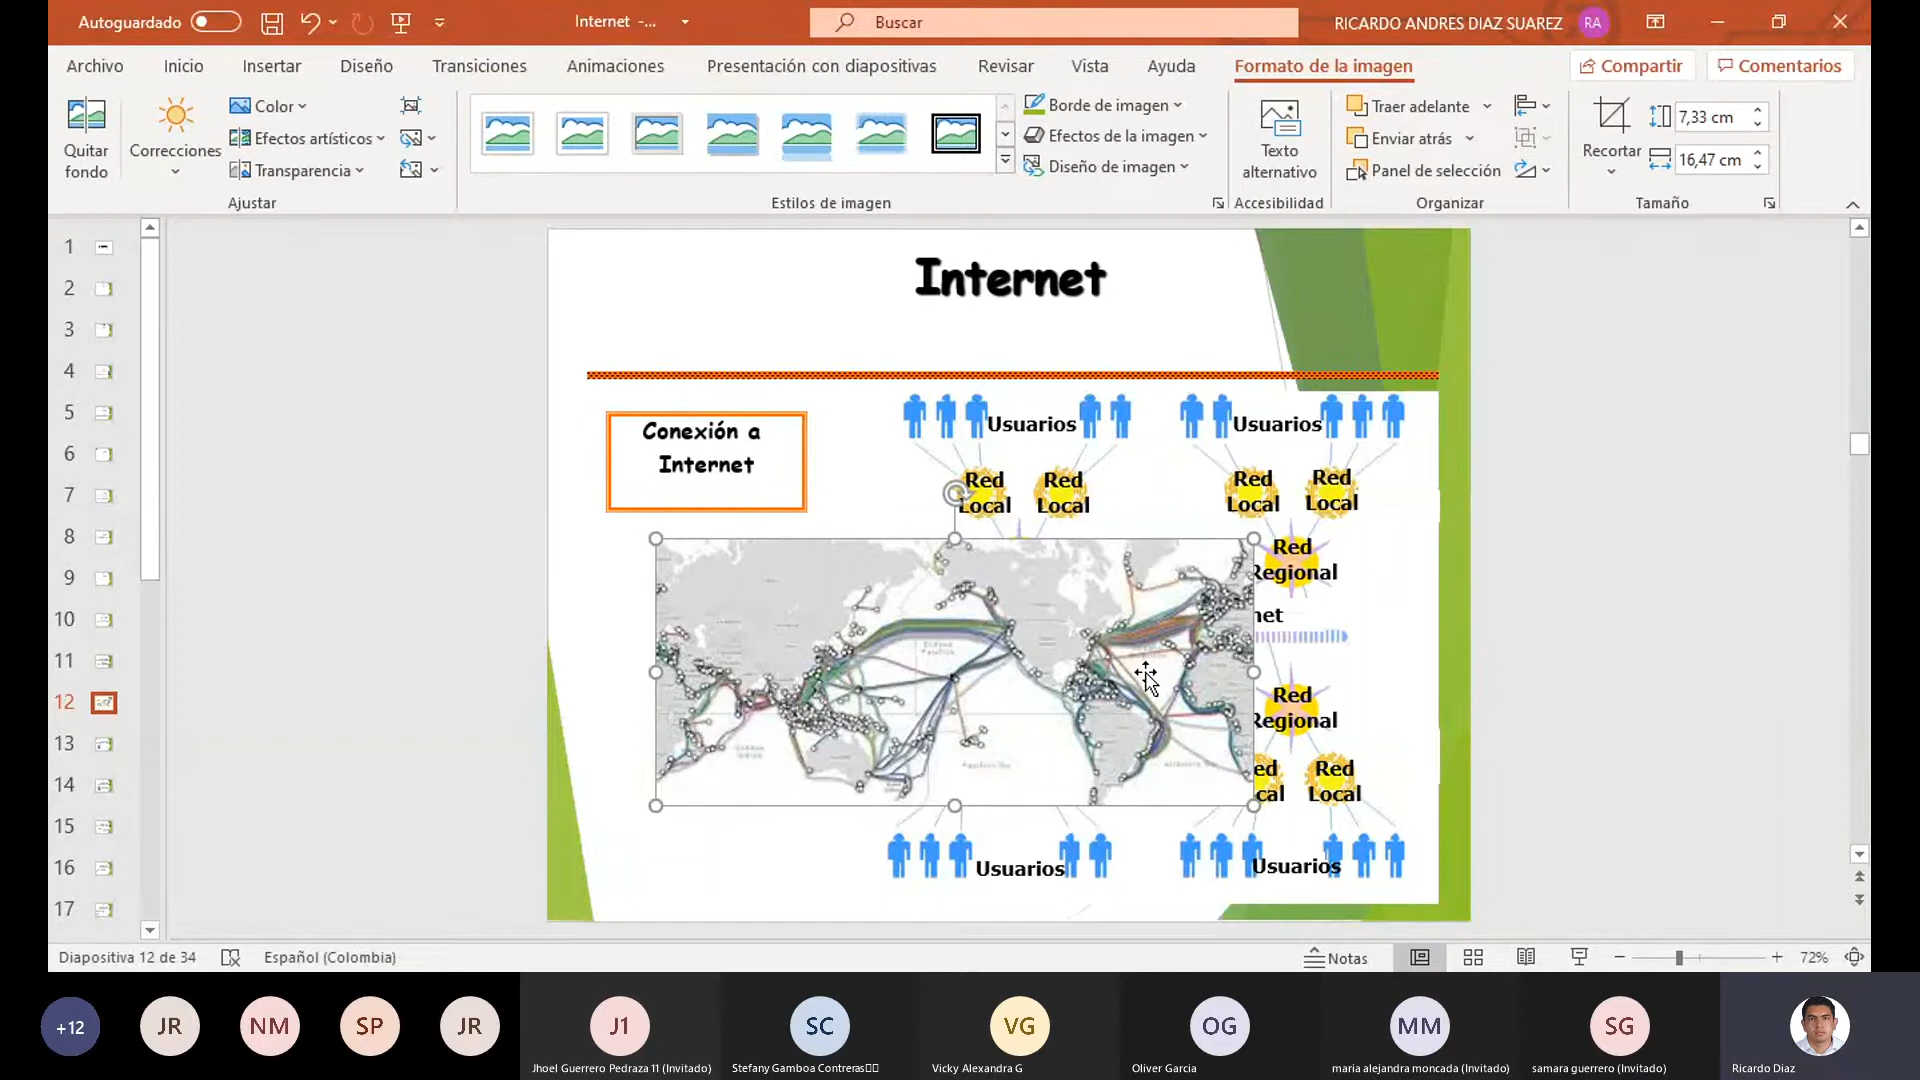 Autoguardado
Internet -...
Buscar
RICARDO ANDRES DIAZ SUAREZ
RA
Archivo
Inicio
Insertar
Diseño
Transiciones
Animaciones
Presentación con diapositivas
Revisar
Vista
Ayuda
Formato de la imagen
Compartir
Comentarios
Quitar
fondo
Correcciones
Color
Efectos artísticos
Transparencia
Ajustar
Borde de imagen
Efectos de la imagen
Diseño de imagen
Estilos de imagen
Texto
alternativo
Accesibilidad
Traer adelante
Enviar atrás
Panel de selección
Organizar
Recortar
7,33 cm
16,47 cm
Tamaño
1
2
3
4
5
6
7
8
9
10
11
12
13
14
15
16
17
Internet
Conexión a
Internet
Usuarios
Usuarios
Red
Local
Red
Local
Red
Local
Red
Local
Red
Regional
net
Red
Regional
ed
cal
Red
Local
Usuarios
Usuarios
Diapositiva 12 de 34
Español (Colombia)
Notas
72%
+12
JR
NM
SP
JR
J1
SC
VG
OG
MM
SG
Jhoel Guerrero Pedraza 11 (Invitado)
Stefany Gamboa Contreras
Vicky Alexandra G
Oliver Garcia
maria alejandra moncada (Invitado)
samara guerrero (Invitado)
Ricardo Diaz